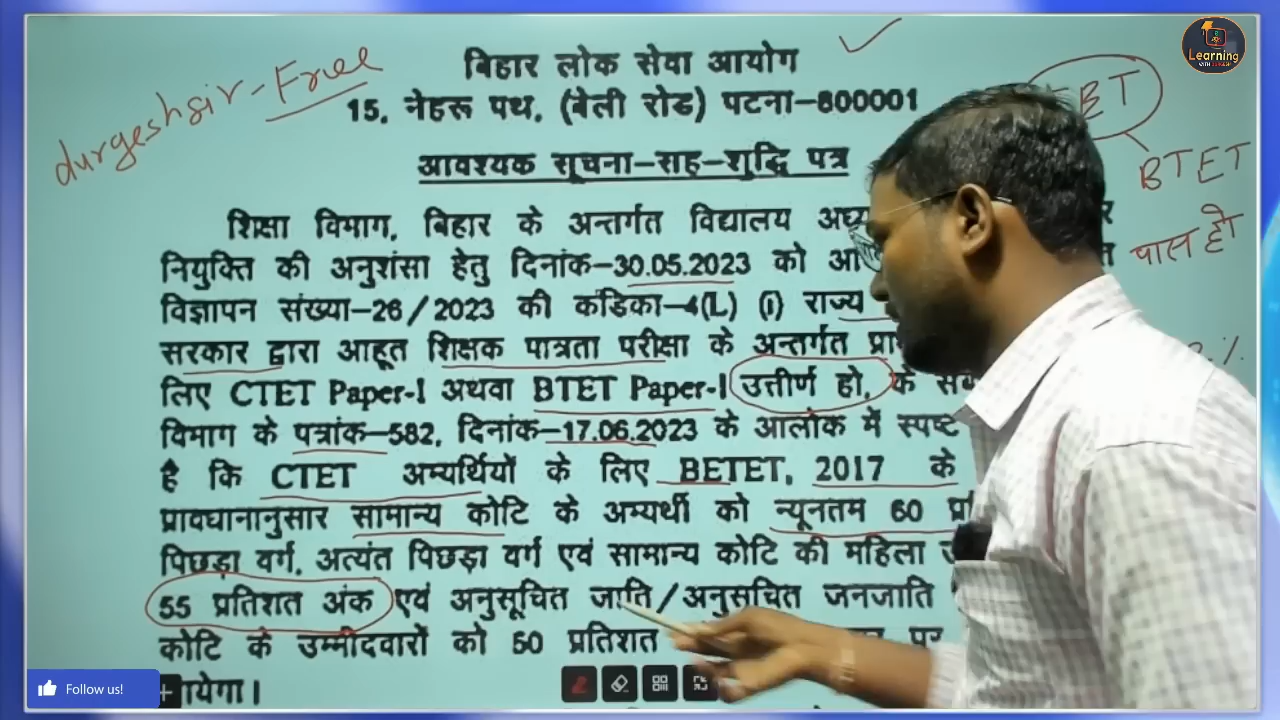 बिहार लोक सेवा आयोग
15, नेहरू पथ, (बेली रोड) पटना–800001
आवश्यक सूचना–सह–शुद्धि पत्र
शिक्षा विभाग, बिहार के अन्तर्गत विद्यालय
नियुक्ति की अनुशंसा हेतु दिनांक–30.05.2023 को
विज्ञापन संख्या–26/2023 की कंडिका–4(L) (i) राज्य
सरकार द्वारा आहूत शिक्षक पात्रता परीक्षा के अन्तर्गत
लिए CTET Paper-I अथवा BTET Paper-I उत्तीर्ण हो, के
विभाग के पत्रांक–582, दिनांक–17.06.2023 के आलोक में स्पष्ट
है कि CTET अभ्यर्थियों के लिए BETET, 2017 के
प्रावधानानुसार सामान्य कोटि के अभ्यर्थी को न्यूनतम 60
पिछड़ा वर्ग, अत्यंत पिछड़ा वर्ग एवं सामान्य कोटि की महिला
55 प्रतिशत अंक एवं अनुसूचित जाति/अनुसूचित जनजाति
कोटि के उम्मीदवारों को 50 प्रतिशत पर
durgeshsir-Free
BTET
पास हो
Learning
WITH DURGESH
Follow us!